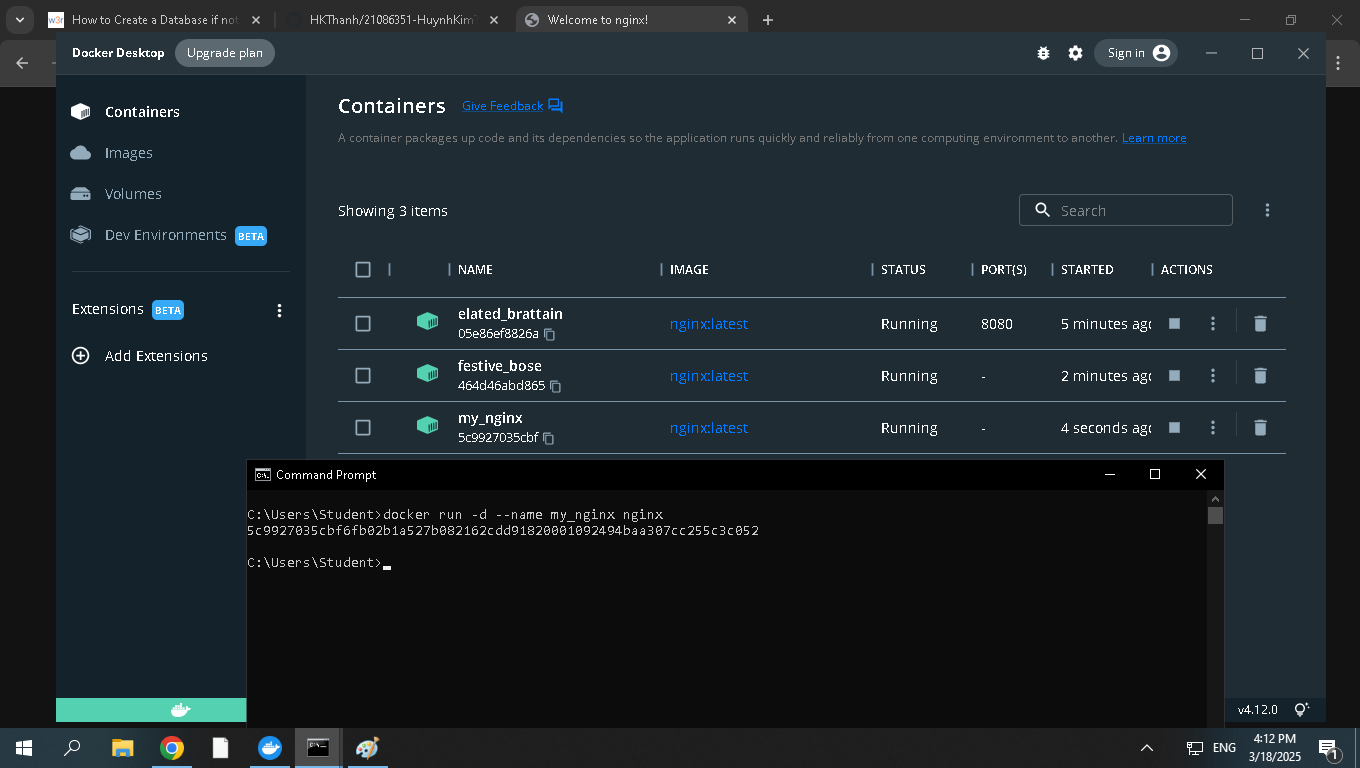 How to Create a Database if not
HKThanh/21086351-HuynhKim
Welcome to nginx!
Docker Desktop
Upgrade plan
Sign in
Containers
Images
Volumes
Dev Environments BETA
Extensions BETA
Add Extensions
Containers Give Feedback
A container packages up code and its dependencies so the application runs quickly and reliably from one computing environment to another. Learn more
Showing 3 items
Search
NAME IMAGE STATUS PORT(S) STARTED ACTIONS
elated_brattain
05e86ef8826a
nginx:latest Running 8080 5 minutes ago
festive_bose
464d46abd865
nginx:latest Running - 2 minutes ago
my_nginx
5c9927035cbf
nginx:latest Running - 4 seconds ago
Command Prompt
C:\Users\Student>docker run -d --name my_nginx nginx
5c9927035cbf6fb02b1a527b082162cdd91820001092494baa307cc255c3c052
C:\Users\Student>
v4.12.0
ENG
4:12 PM
3/18/2025
1